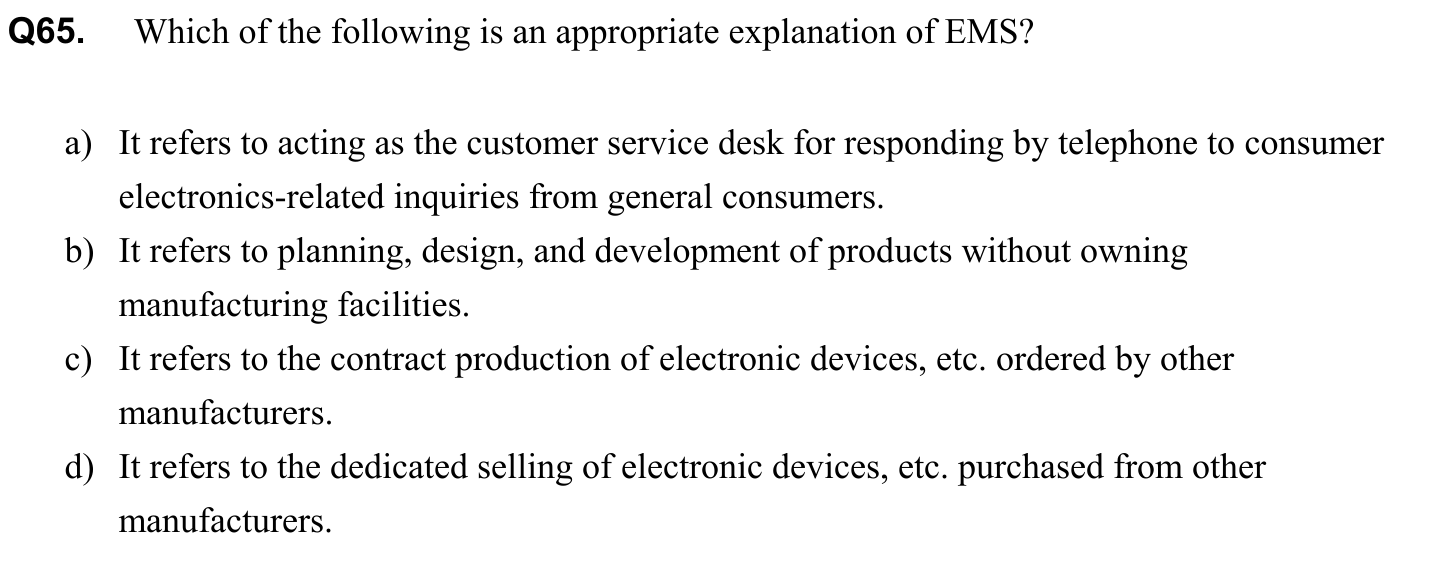 Q65. Which of the following is an appropriate explanation of EMS?
a) It refers to acting as the customer service desk for responding by telephone to consumer
electronics-related inquiries from general consumers.
b) It refers to planning, design, and development of products without owning
manufacturing facilities.
c) It refers to the contract production of electronic devices, etc. ordered by other
manufacturers.
d) It refers to the dedicated selling of electronic devices, etc. purchased from other
manufacturers.